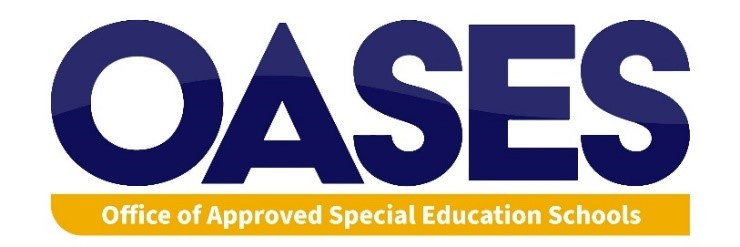 OASES
Office of Approved Special Education Schools